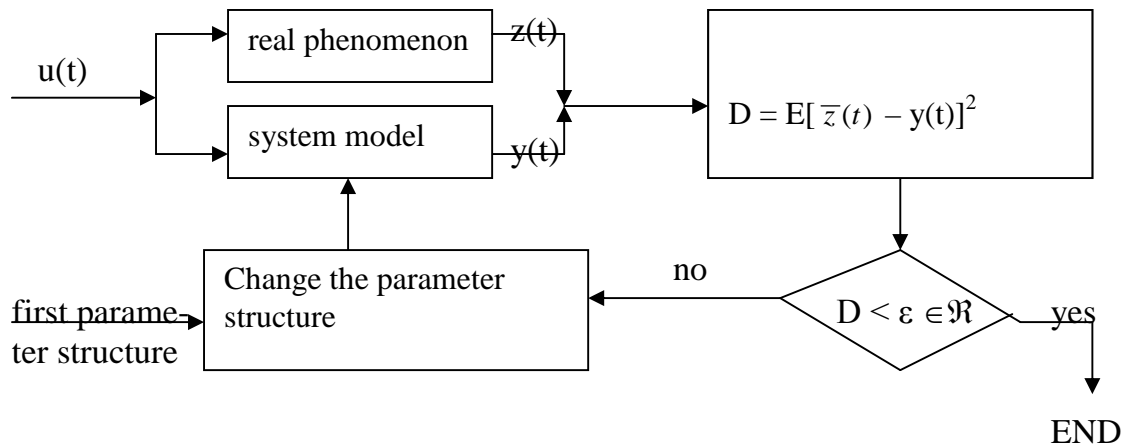 real phenomenon
z(t)
u(t)
D = E[ z̅(t) – y(t)]²
system model
y(t)
Change the parameter
structure
no
first parame-
ter structure
D < ε ∈ℜ
yes
END